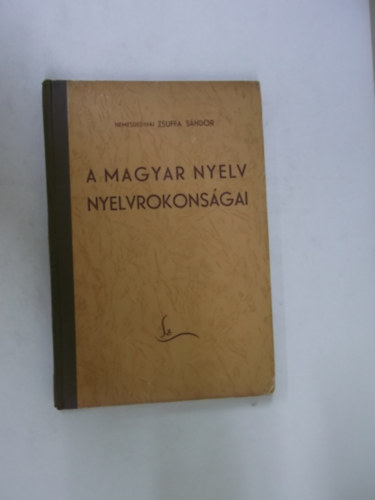 ZSUFFA SÁNDOR
A MAGYAR NYELV
NYELVROKONSÁGAI